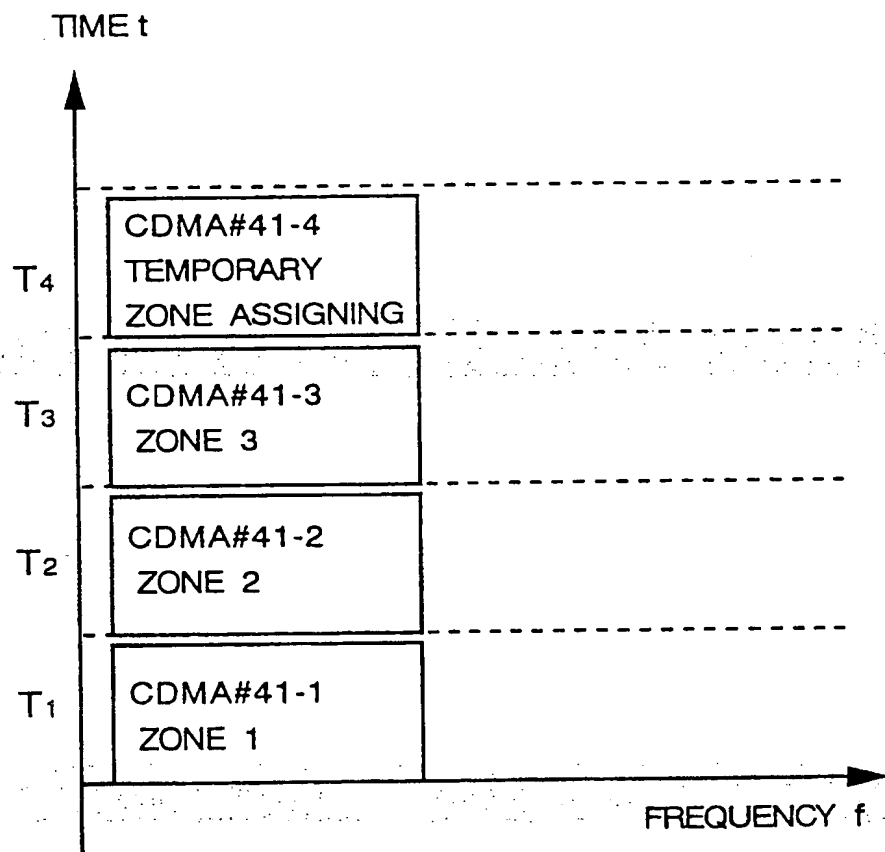 TIME t
T4
CDMA#41-4
TEMPORARY
ZONE ASSIGNING
T3
CDMA#41-3
ZONE 3
T2
CDMA#41-2
ZONE 2
T1
CDMA#41-1
ZONE 1
FREQUENCY f